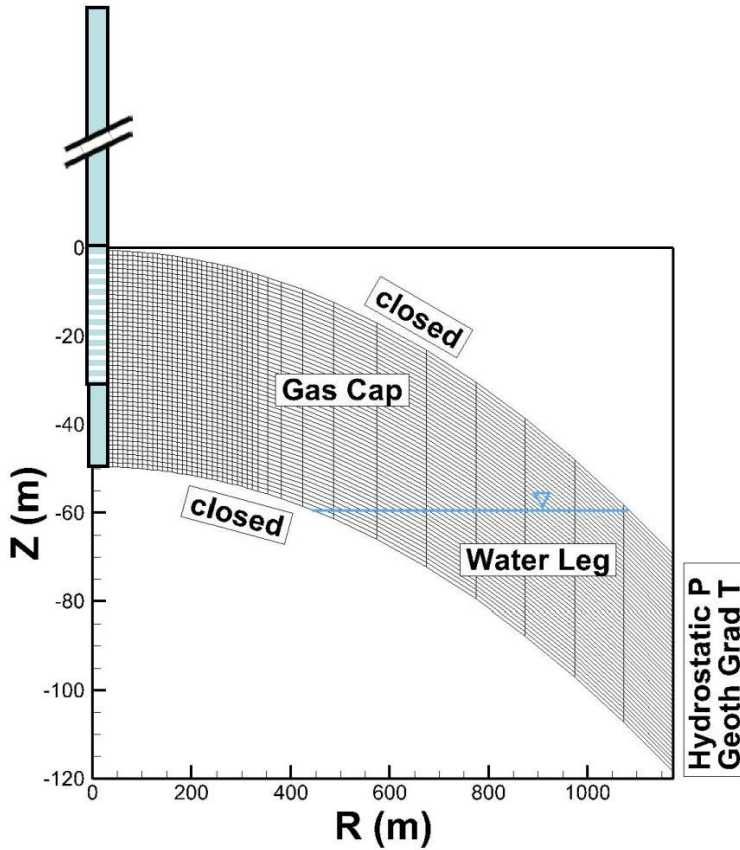 0
-20
-40
-60
-80
-100
-120
Z (m)
closed
Gas Cap
closed
Water Leg
Hydrostatic P
Geoth Grad T
0 200 400 600 800 1000
R (m)